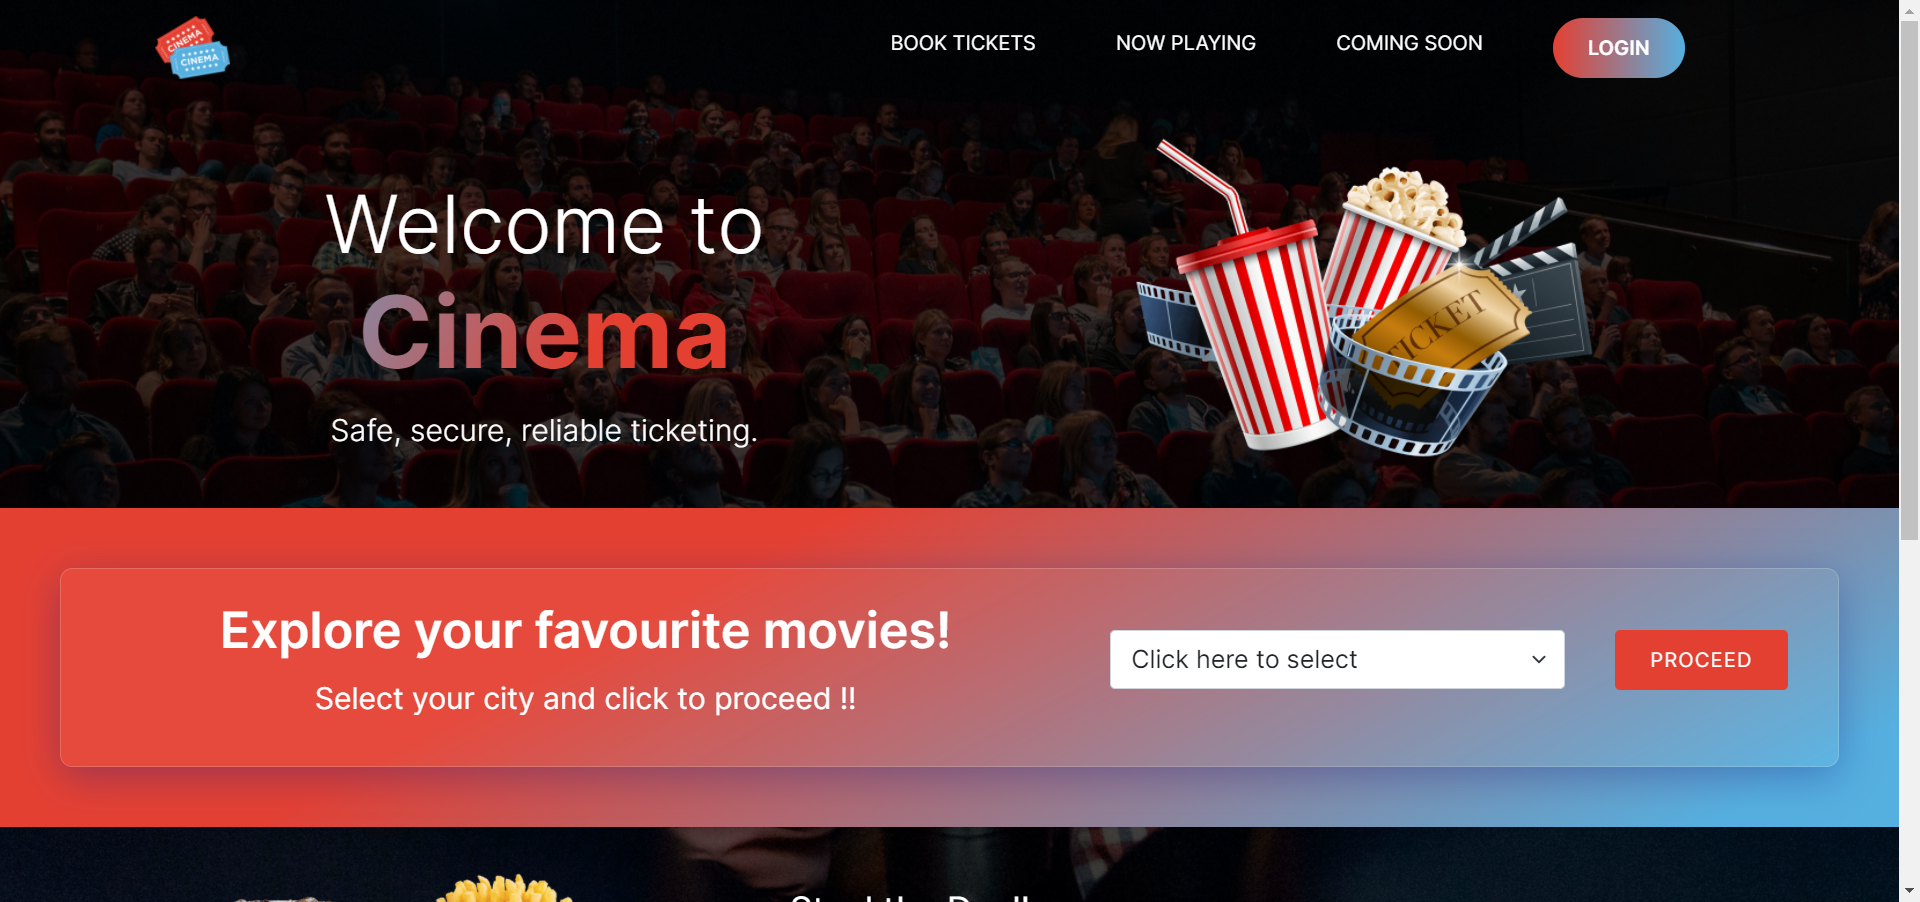 CINEMA
CINEMA
BOOK TICKETS
NOW PLAYING
COMING SOON
LOGIN
Welcome to
Cinema
Safe, secure, reliable ticketing.
TICKET
Explore your favourite movies!
Select your city and click to proceed !!
Click here to select
PROCEED